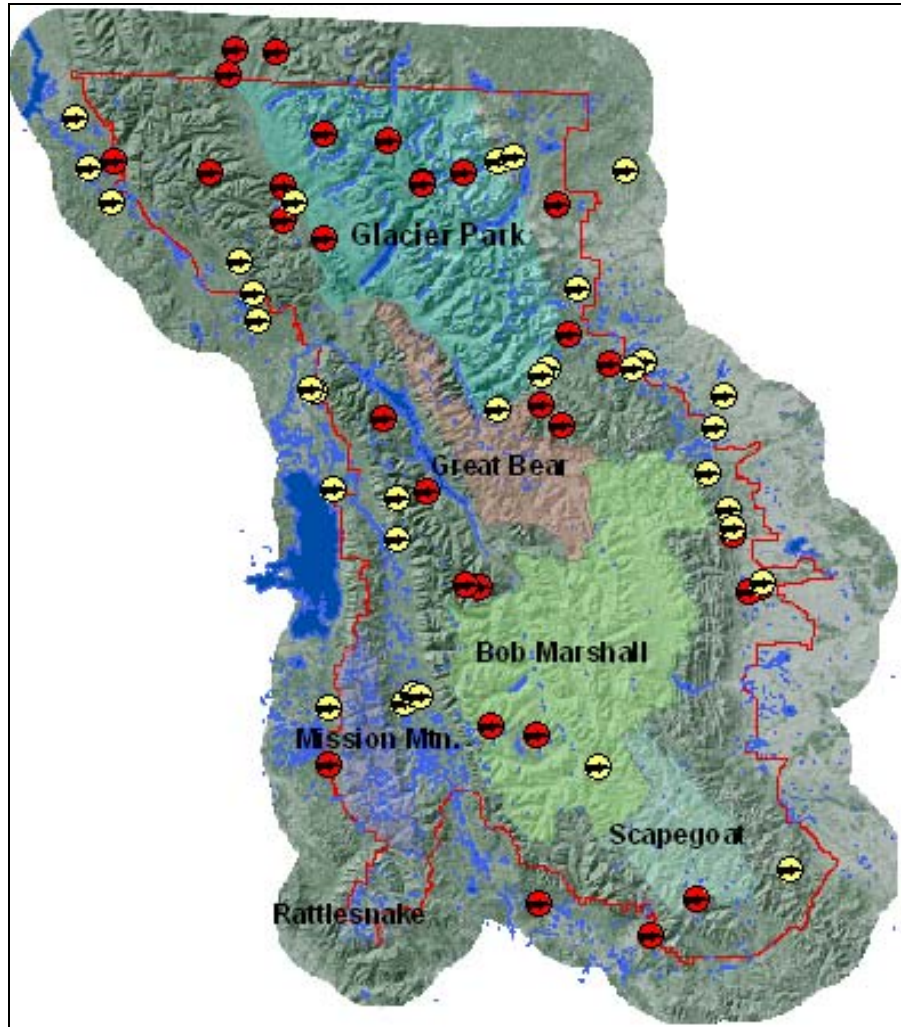 Glacier Park
Great Bear
Bob Marshall
Mission Mtn.
Scapegoat
Rattlesnake